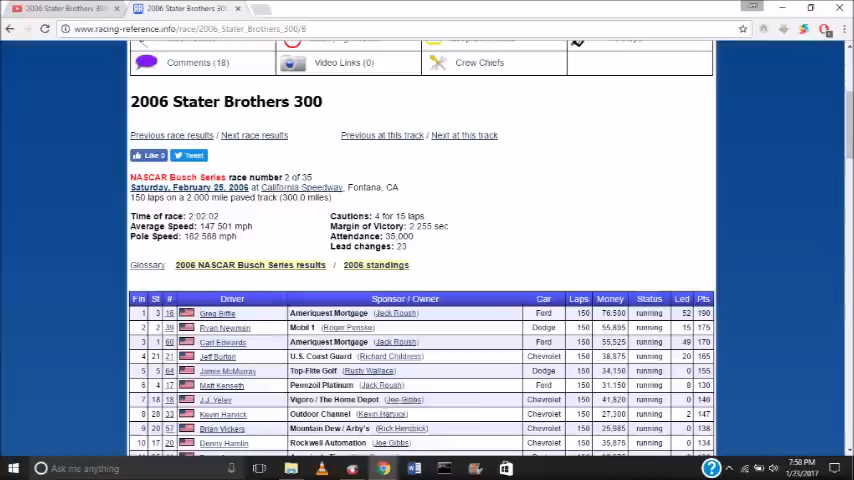 2006 Stater Brothers 300
2006 Stater Brothers 300
www.racing-reference.info/race/2006_Stater_Brothers_300/B
Comments (18)
Video Links (0)
Crew Chiefs
2006 Stater Brothers 300
Previous race results / Next race results
Previous at this track / Next at this track
Like 0
Tweet
NASCAR Busch Series race number 2 of 35
Saturday, February 25, 2006 at California Speedway, Fontana, CA
150 laps on a 2.000 mile paved track (300.0 miles)
Time of race: 2:02:02
Average Speed: 147.501 mph
Pole Speed: 182.588 mph
Cautions: 4 for 15 laps
Margin of Victory: 2.255 sec
Attendance: 35,000
Lead changes: 23
Glossary 2006 NASCAR Busch Series results / 2006 standings
Fin St # Driver Sponsor / Owner Car Laps Money Status Led Pts
1 3 16 Greg Biffle Ameriquest Mortgage (Jack Roush) Ford 150 76,500 running 52 190
2 2 39 Ryan Newman Mobil 1 (Roger Penske) Dodge 150 55,895 running 15 175
3 1 60 Carl Edwards Ameriquest Mortgage (Jack Roush) Ford 150 55,525 running 49 170
4 21 21 Jeff Burton U.S. Coast Guard (Richard Childress) Chevrolet 150 38,875 running 20 165
5 5 64 Jamie McMurray Top-Flite Golf (Rusty Wallace) Dodge 150 34,150 running 0 155
6 4 17 Matt Kenseth Pennzoil Platinum (Jack Roush) Ford 150 31,150 running 8 130
7 18 18 J.J. Yeley Vigoro / The Home Depot (Joe Gibbs) Chevrolet 150 41,820 running 0 146
8 28 33 Kevin Harvick Outdoor Channel (Kevin Harvick) Chevrolet 150 27,300 running 2 147
9 20 57 Brian Vickers Mountain Dew / Arby's (Rick Hendrick) Chevrolet 150 25,985 running 0 138
10 17 20 Denny Hamlin Rockwell Automation (Joe Gibbs) Chevrolet 150 35,875 running 0 134
Ask me anything
7:58 PM
1/23/2017